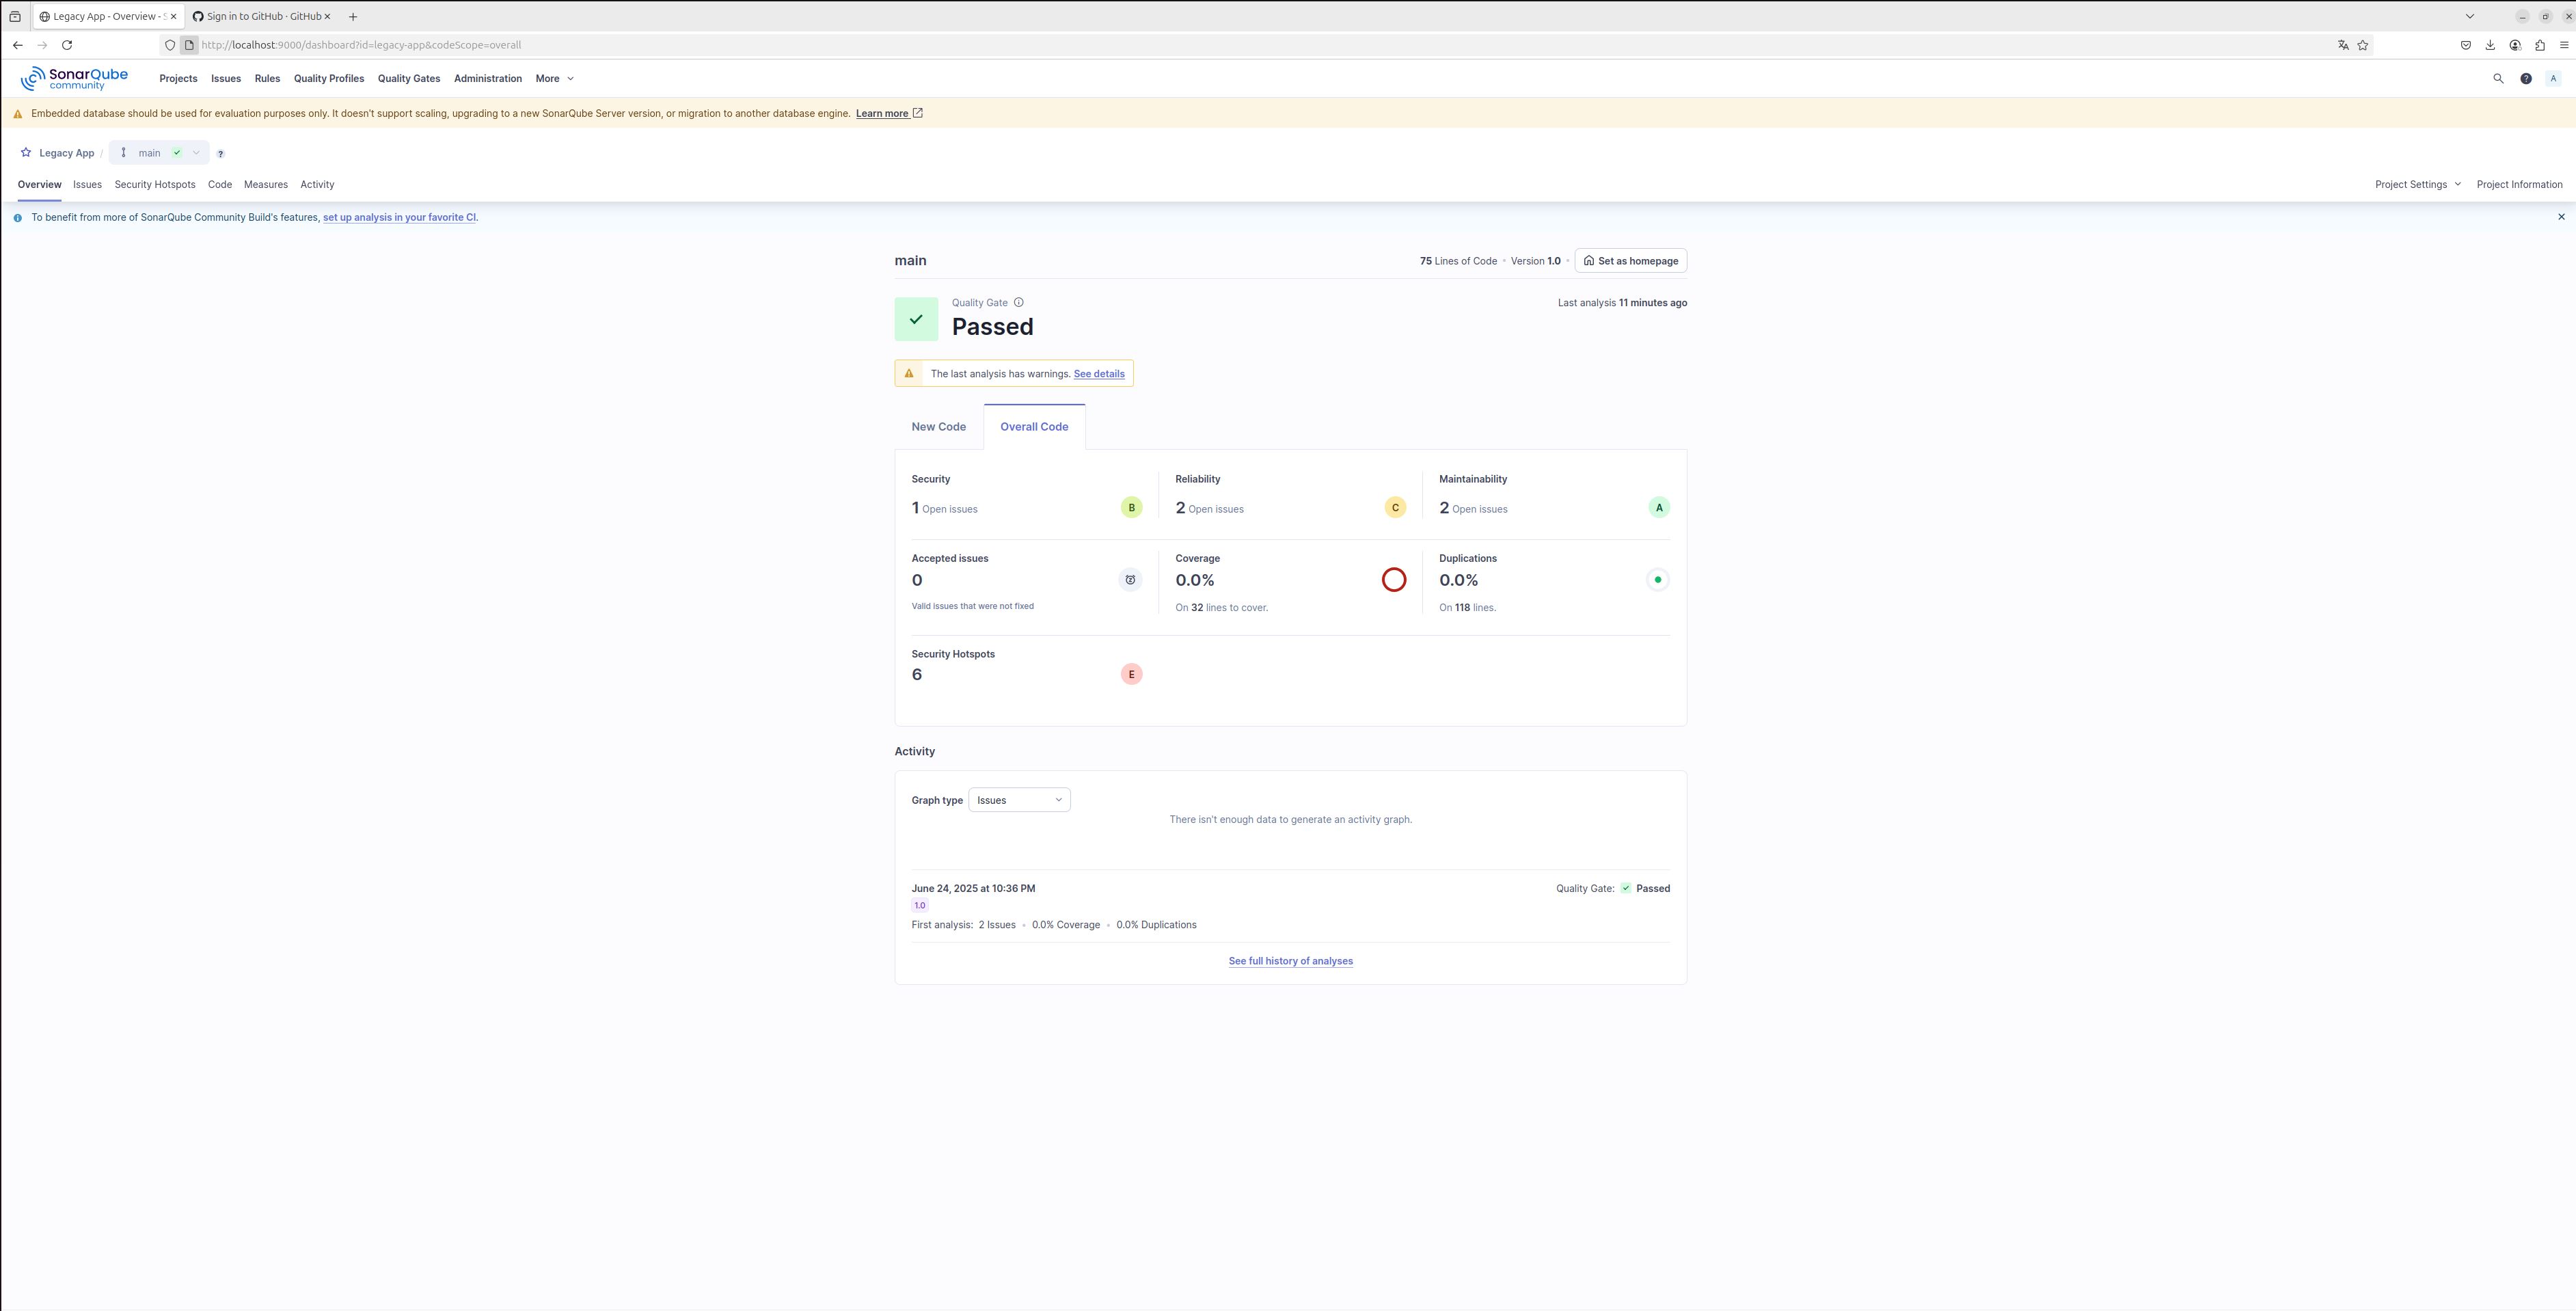 Legacy App - Overview - S
Sign in to GitHub · GitHub
http://localhost:9000/dashboard?id=legacy-app&codeScope=overall
SonarQube
community
Projects Issues Rules Quality Profiles Quality Gates Administration More
A
Embedded database should be used for evaluation purposes only. It doesn't support scaling, upgrading to a new SonarQube Server version, or migration to another database engine. Learn more
Legacy App / main ?
Overview Issues Security Hotspots Code Measures Activity Project Settings Project Information
To benefit from more of SonarQube Community Build's features, set up analysis in your favorite CI.
main 75 Lines of Code • Version 1.0 • Set as homepage
Quality Gate Last analysis 11 minutes ago
Passed
The last analysis has warnings. See details
New Code Overall Code
Security Reliability Maintainability
1 Open issues B 2 Open issues C 2 Open issues A
Accepted issues Coverage Duplications
0 0.0% 0.0%
Valid issues that were not fixed On 32 lines to cover. On 118 lines.
Security Hotspots
6 E
Activity
Graph type Issues
There isn't enough data to generate an activity graph.
June 24, 2025 at 10:36 PM Quality Gate: Passed
1.0
First analysis: 2 Issues • 0.0% Coverage • 0.0% Duplications
See full history of analyses